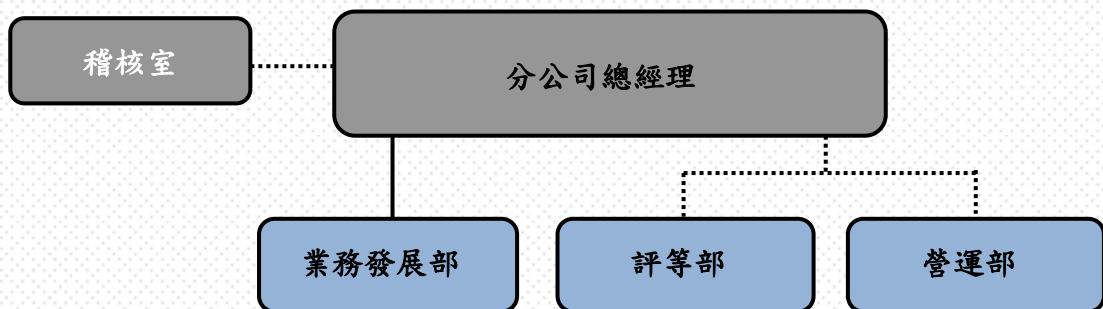 稽核室
分公司總經理
業務發展部
評等部
營運部